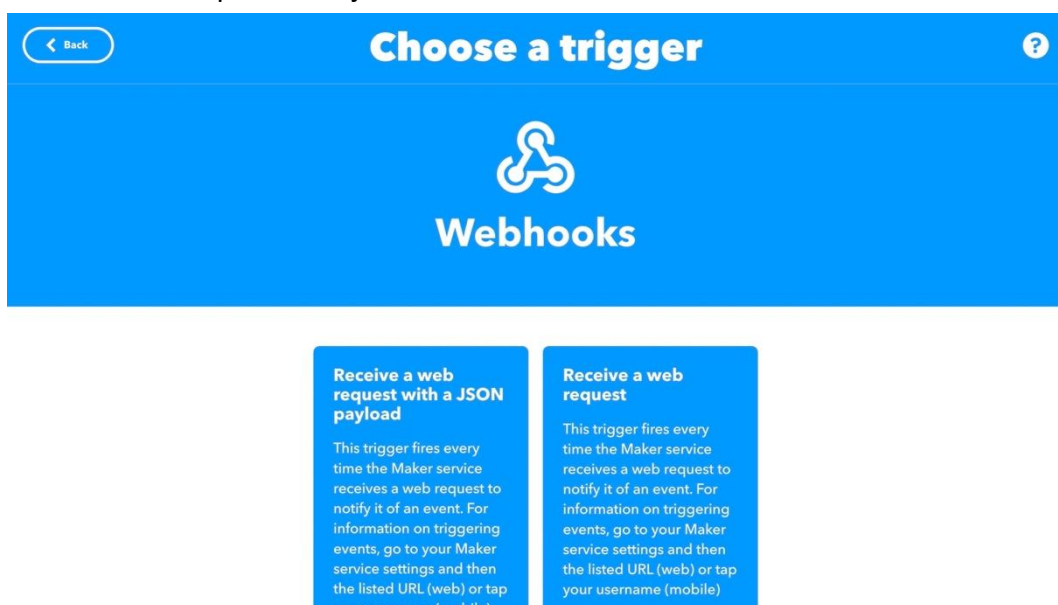 Back
Choose a trigger
?
Webhooks
Receive a web
request with a JSON
payload
This trigger fires every
time the Maker service
receives a web request to
notify it of an event. For
information on triggering
events, go to your Maker
service settings and then
the listed URL (web) or tap
Receive a web
request
This trigger fires every
time the Maker service
receives a web request to
notify it of an event. For
information on triggering
events, go to your Maker
service settings and then
the listed URL (web) or tap
your username (mobile)